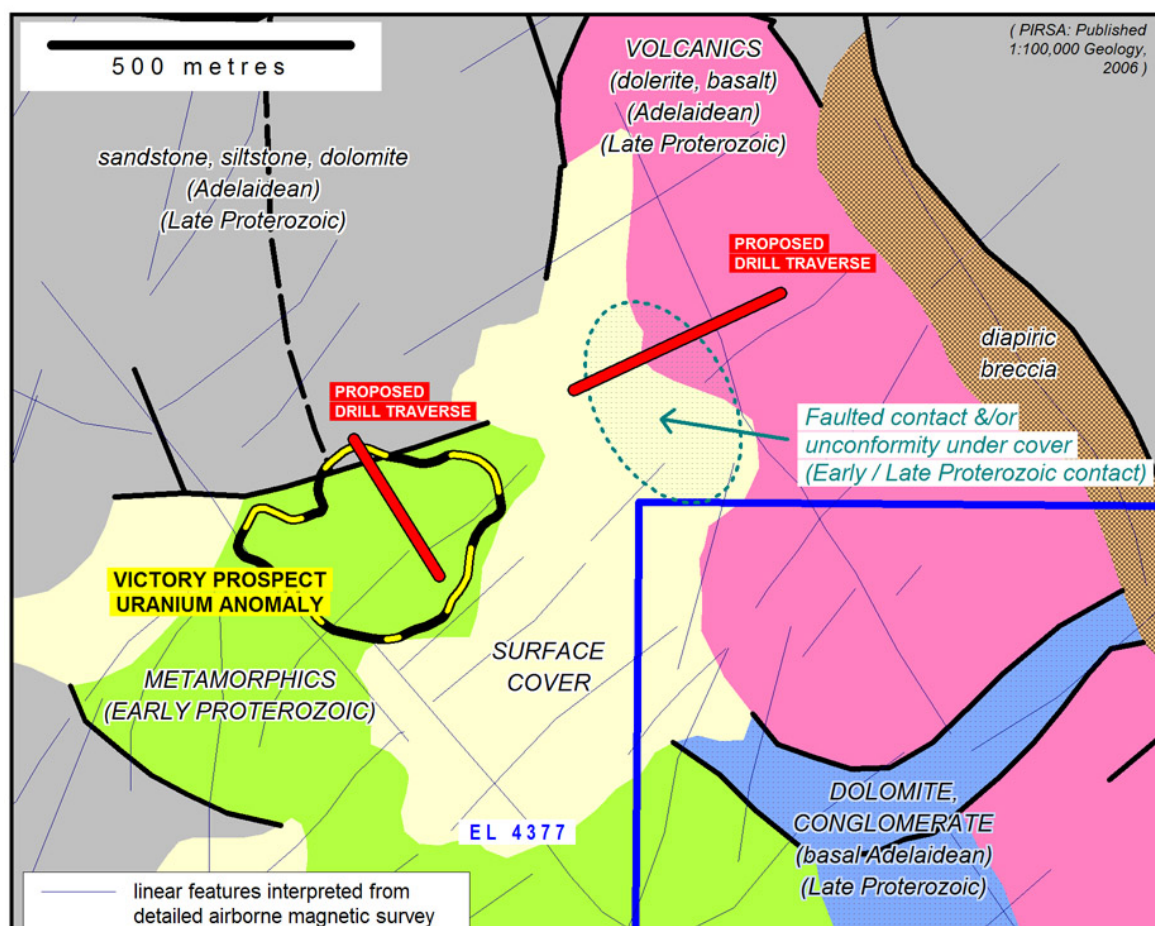 500 metres
( PIRSA: Published
1:100,000 Geology,
2006 )
VOLCANICS
(dolerite, basalt)
(Adelaidean)
(Late Proterozoic)
sandstone, siltstone, dolomite
(Adelaidean)
(Late Proterozoic)
PROPOSED
DRILL TRAVERSE
diapiric
breccia
PROPOSED
DRILL TRAVERSE
Faulted contact &/or
unconformity under cover
(Early / Late Proterozoic contact)
VICTORY PROSPECT
URANIUM ANOMALY
SURFACE
COVER
METAMORPHICS
(EARLY PROTEROZOIC)
DOLOMITE,
CONGLOMERATE
(basal Adelaidean)
(Late Proterozoic)
EL 4377
linear features interpreted from
detailed airborne magnetic survey